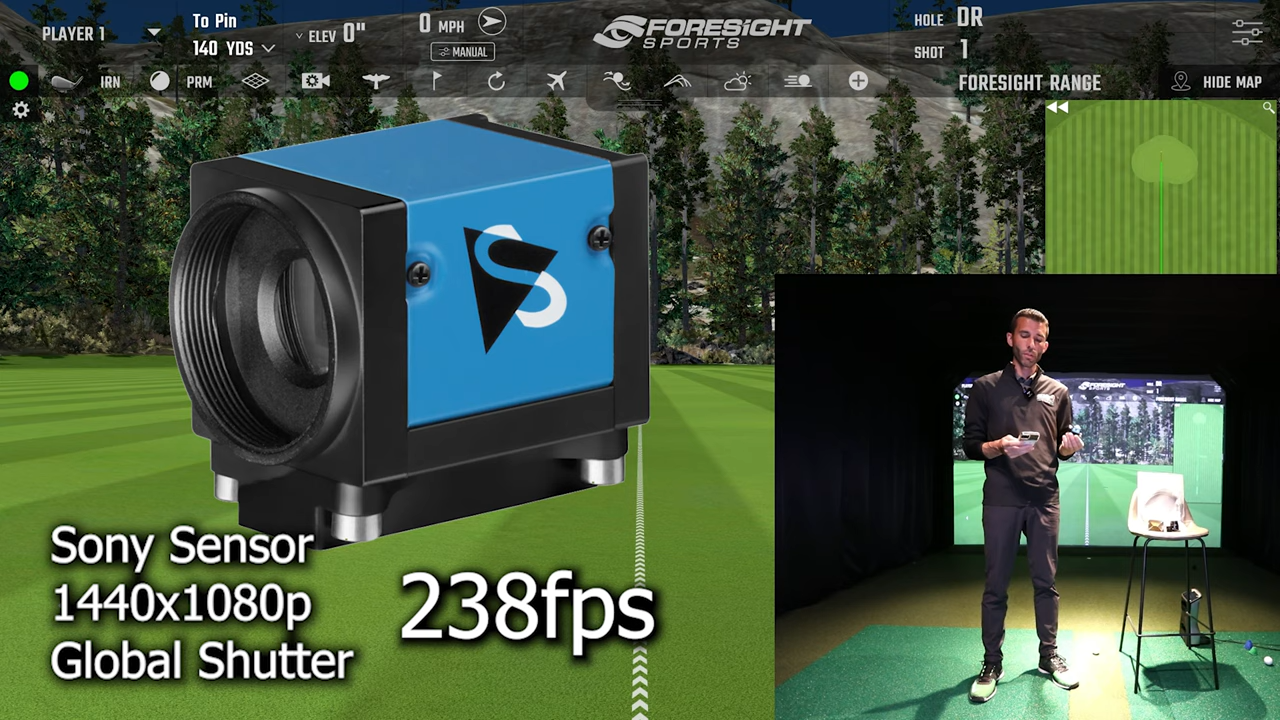 PLAYER 1
To Pin
140 YDS
ELEV 0"
0 MPH
MANUAL
FORESIGHT
SPORTS
HOLE DR
SHOT 1
IRN
PRM
FORESIGHT RANGE
HIDE MAP
S
Sony Sensor
1440x1080p
Global Shutter
238fps